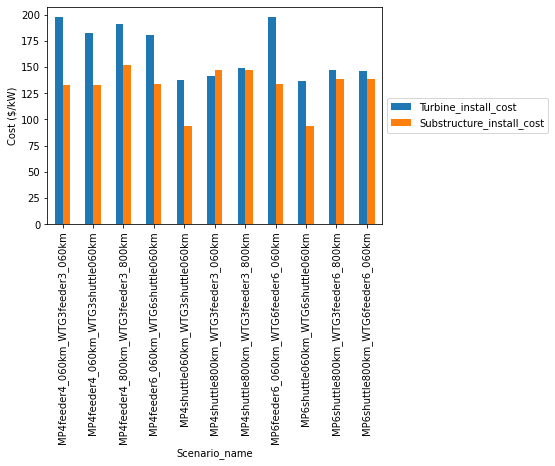 200
175
150
125
100
75
50
25
0
Cost ($/kW)
Turbine_install_cost
Substructure_install_cost
MP4feeder4_060km_WTG3feeder3_060km
MP4feeder4_060km_WTG3shuttle060km
MP4feeder4_800km_WTG3feeder3_800km
MP4feeder6_060km_WTG6shuttle060km
MP4shuttle060km_WTG3shuttle060km
MP4shuttle800km_WTG3feeder3_060km
MP4shuttle800km_WTG3feeder3_800km
MP6feeder6_060km_WTG6feeder6_060km
MP6shuttle060km_WTG6shuttle060km
MP6shuttle800km_WTG3feeder6_800km
MP6shuttle800km_WTG6feeder6_060km
Scenario_name